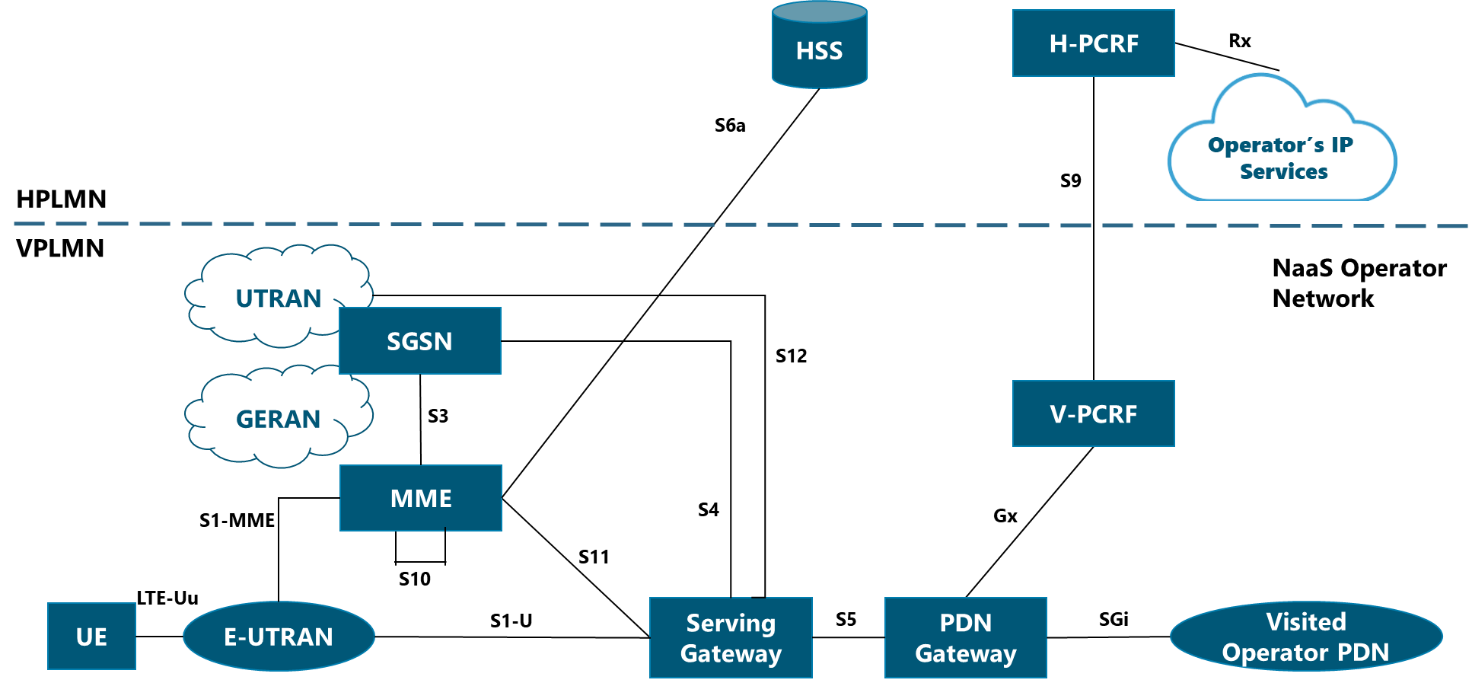 HSS
H-PCRF
Rx
S6a
Operator´s IP
Services
S9
HPLMN
VPLMN
NaaS Operator
Network
UTRAN
SGSN
S12
GERAN
S3
V-PCRF
MME
S4
S1-MME
Gx
S11
S10
LTE-Uu
UE
E-UTRAN
S1-U
Serving
Gateway
S5
PDN
Gateway
SGi
Visited
Operator PDN